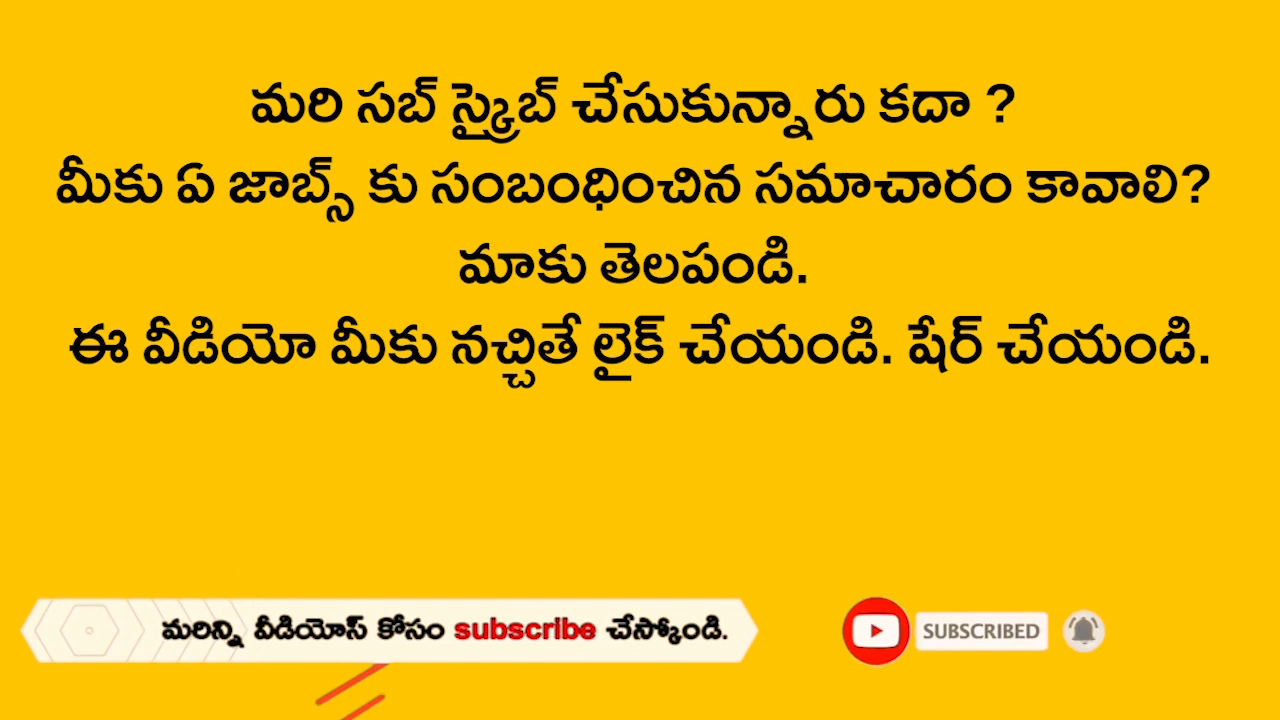 మరి సబ్ స్క్రైబ్ చేసుకున్నారు కదా ?
మీకు ఏ జాబ్స్ కు సంబంధించిన సమాచారం కావాలి?
మాకు తెలపండి.
ఈ వీడియో మీకు నచ్చితే లైక్ చేయండి. షేర్ చేయండి.
మరిన్ని వీడియోస్ కోసం subscribe చేస్కోండి.
SUBSCRIBED